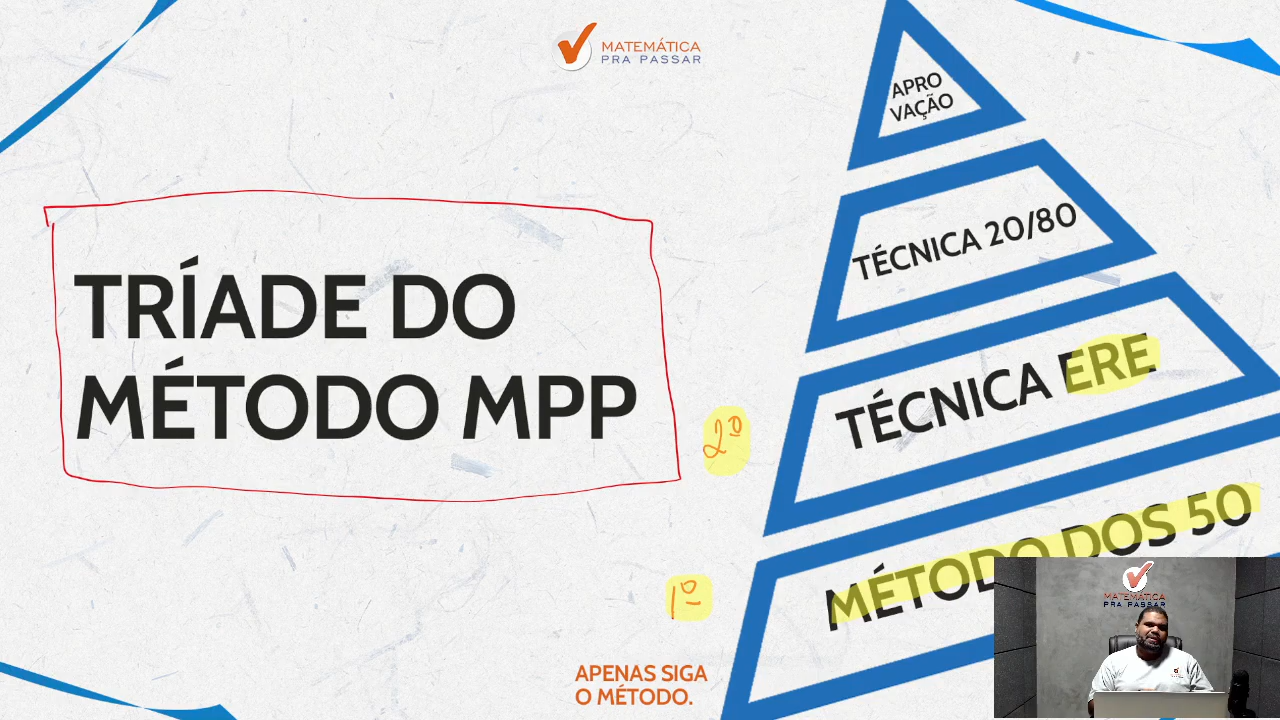 MATEMÁTICA
PRA PASSAR
APRO
VAÇÃO
TÉCNICA 20/80
TRÍADE DO
MÉTODO MPP
TÉCNICA ERE
2º
MÉTODO DOS 50
1º
APENAS SIGA
O MÉTODO.
MATEMÁTICA
PRA PASSAR